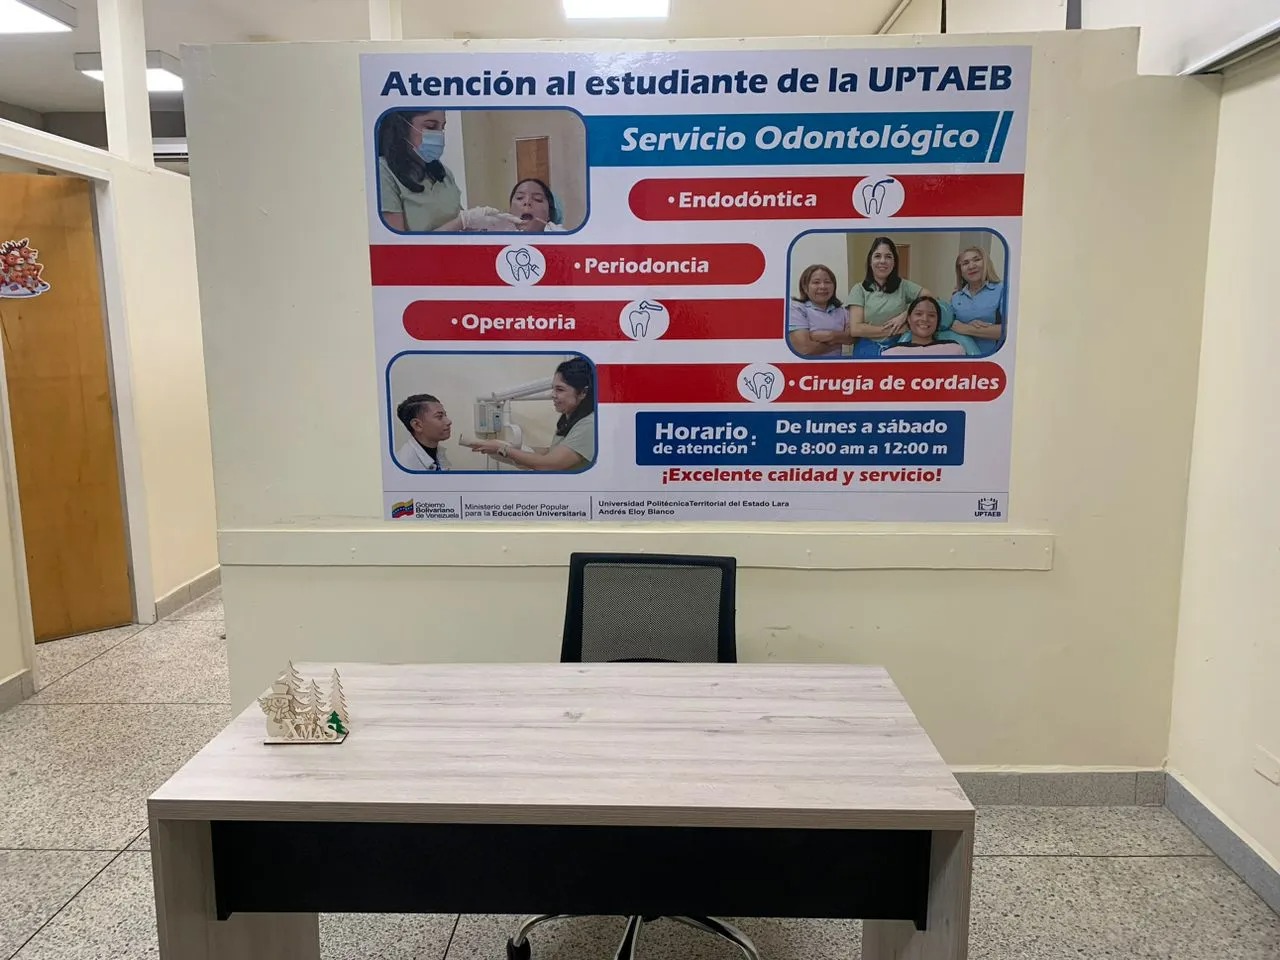 Atención al estudiante de la UPTAEB
Servicio Odontológico
• Endodóntica
• Periodoncia
• Operatoria
• Cirugía de cordales
Horario de atención:
De lunes a sábado
De 8:00 am a 12:00 m
¡Excelente calidad y servicio!
Gobierno
Bolivariano
de Venezuela
Ministerio del Poder Popular
para la Educación Universitaria
Universidad PolitécnicaTerritorial del Estado Lara
Andrés Eloy Blanco
UPTAEB
XMAS